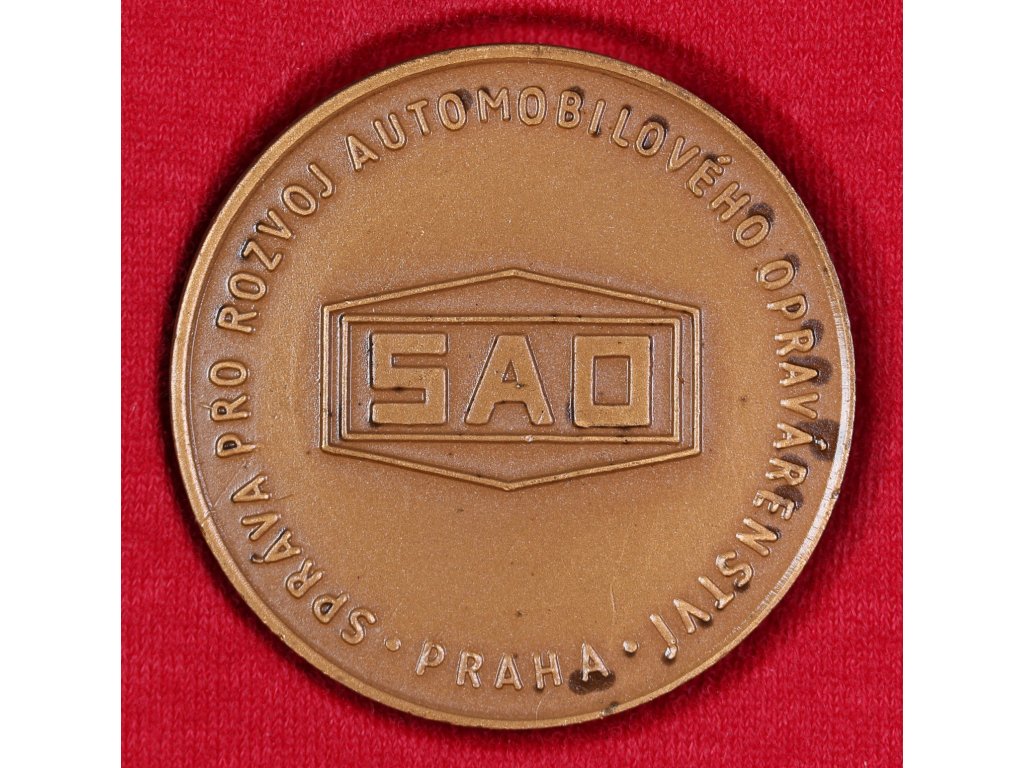 SPRÁVA PRO ROZVOJ AUTOMOBILOVÉHO OPRAVÁRENSTVÍ
· PRAHA ·
SAO